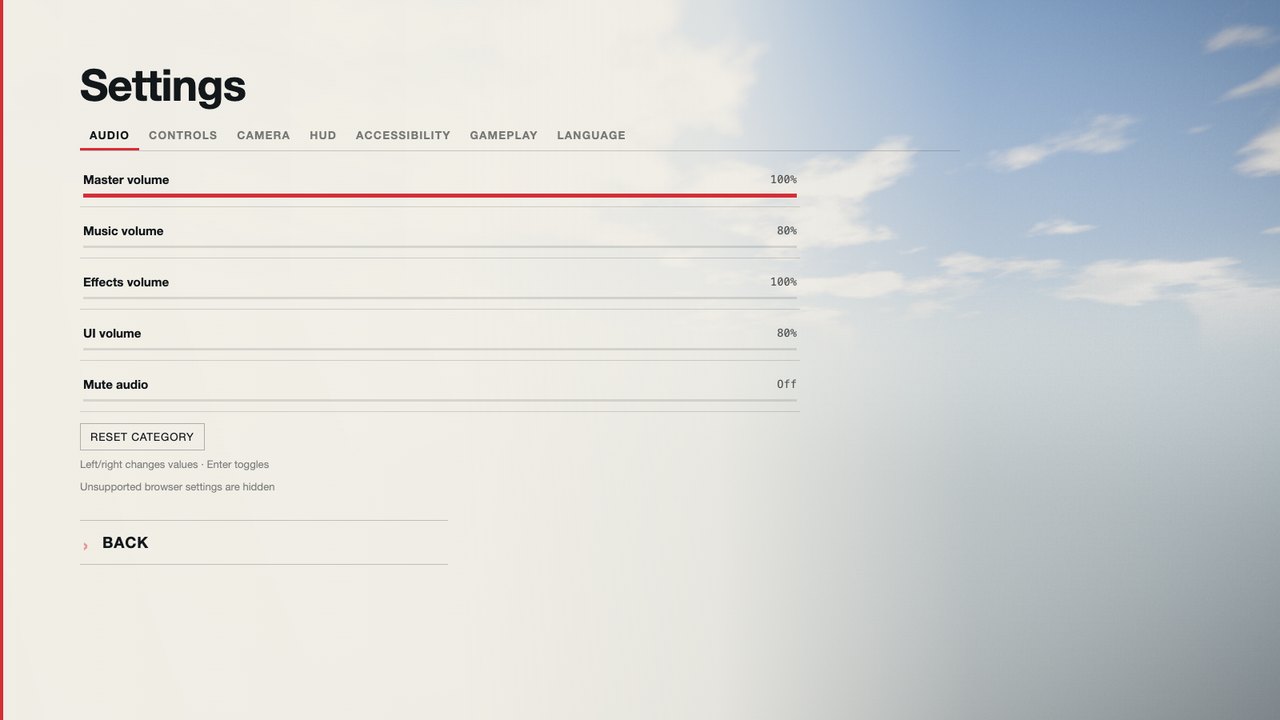 Settings
AUDIO CONTROLS CAMERA HUD ACCESSIBILITY GAMEPLAY LANGUAGE
Master volume 100%
Music volume 80%
Effects volume 100%
UI volume 80%
Mute audio Off
RESET CATEGORY
Left/right changes values · Enter toggles
Unsupported browser settings are hidden
BACK